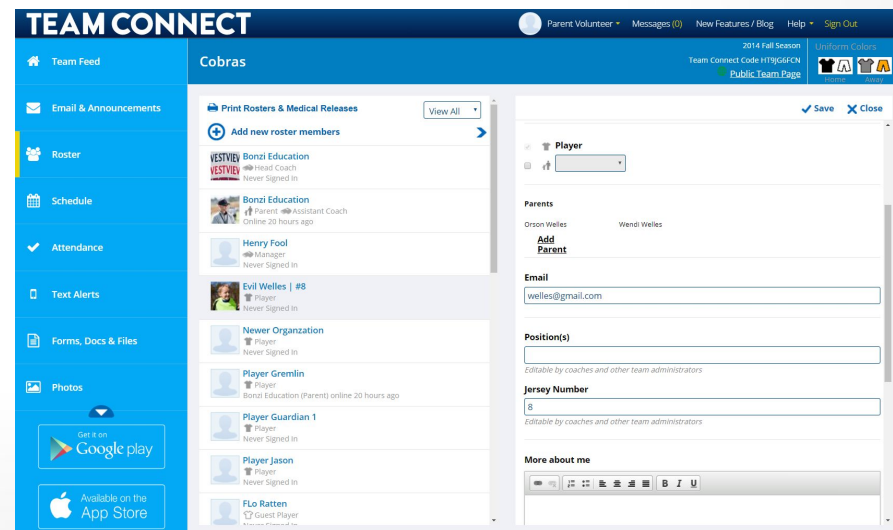 TEAM CONNECT
Parent Volunteer Messages (0) New Features / Blog Help Sign Out
Team Feed
Email & Announcements
Roster
Schedule
Attendance
Text Alerts
Forms, Docs & Files
Photos
Get it on
Google play
Available on the
App Store
Cobras
2014 Fall Season
Team Connect Code HT9JG6FCN
Public Team Page
Uniform Colors
Home Away
Print Rosters & Medical Releases
View All
Add new roster members
VESTVIEV
VESTVIEV
Bonzi Education
Head Coach
Never Signed In
Bonzi Education
Parent Assistant Coach
Online 20 hours ago
Henry Fool
Manager
Never Signed In
Evil Welles | #8
Player
Never Signed In
Newer Organzation
Player
Never Signed In
Player Gremlin
Player
Bonzi Education (Parent) online 20 hours ago
Player Guardian 1
Player
Never Signed In
Player Jason
Player
Never Signed In
FLo Ratten
Guest Player
Never Signed In
Save Close
Player
Parents
Orson Welles Wendi Welles
Add
Parent
Email
welles@gmail.com
Position(s)
Editable by coaches and other team administrators
Jersey Number
8
Editable by coaches and other team administrators
More about me
B I U